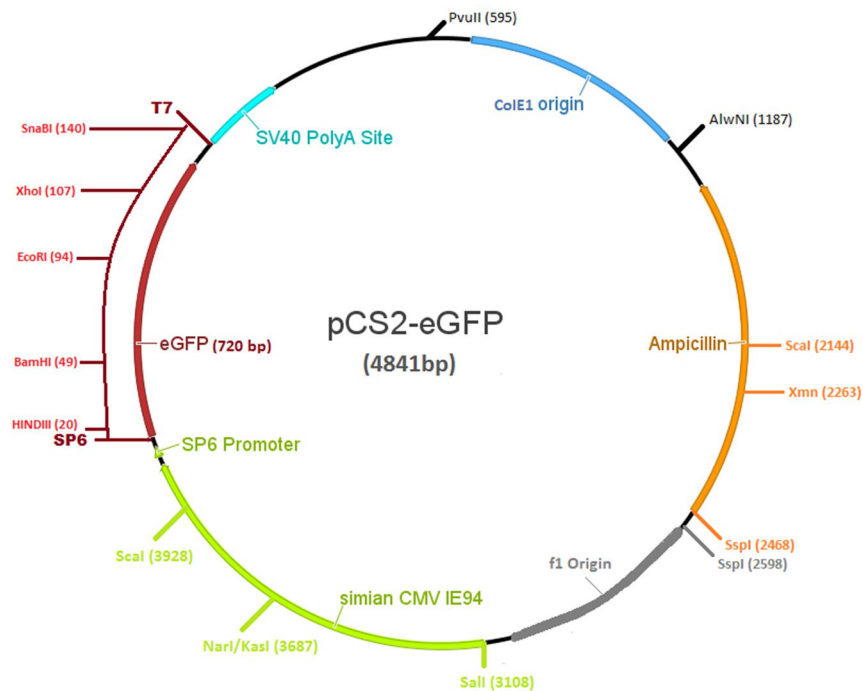 PvuII (595)
T7
SnaBI (140)
SV40 PolyA Site
ColE1 origin
AlwNI (1187)
XhoI (107)
EcoRI (94)
pCS2-eGFP
(4841bp)
eGFP (720 bp)
Ampicillin
ScaI (2144)
BamHI (49)
Xmn (2263)
HINDIII (20)
SP6
SP6 Promoter
SspI (2468)
SspI (2598)
ScaI (3928)
f1 Origin
simian CMV IE94
NarI/KasI (3687)
SalI (3108)